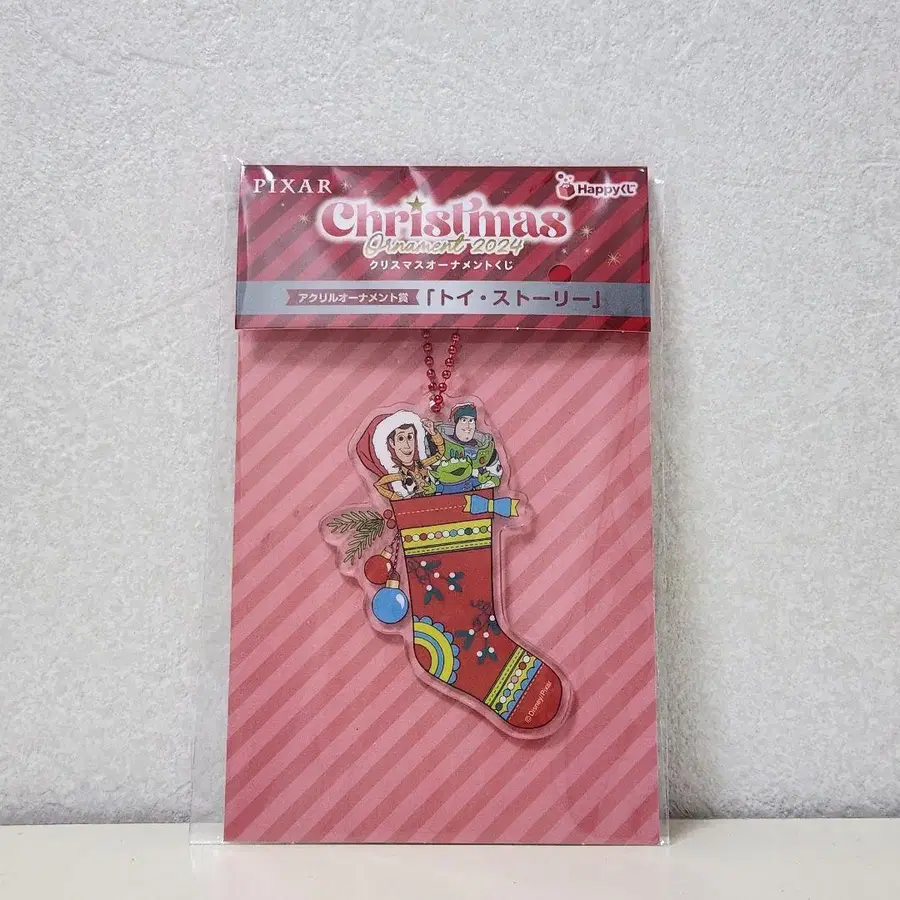 PIXAR
Happyくじ
Christmas
Ornament 2024
クリスマスオーナメントくじ
アクリルオーナメント賞 「トイ・ストーリー」
©Disney/Pixar